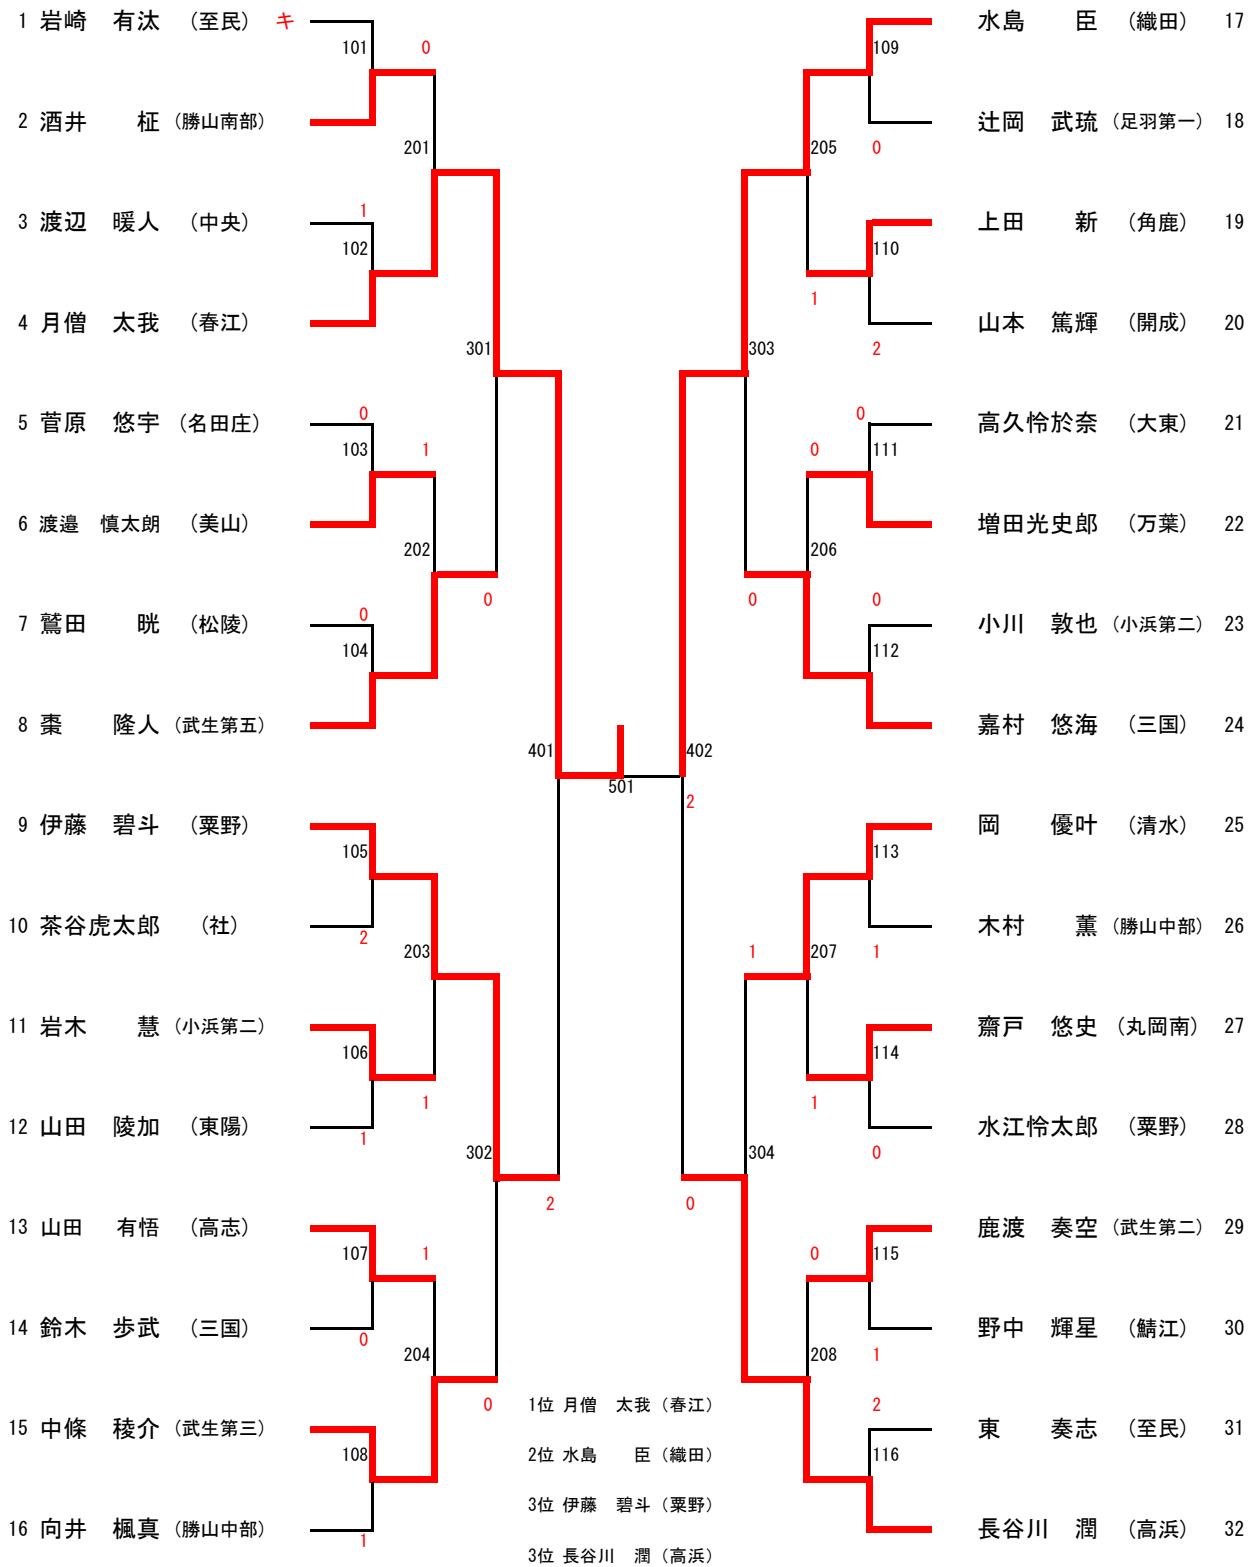 1 岩崎　有汰 （至民） キ
101
0
2 酒井　　柾 （勝山南部）
201
3 渡辺　暖人 （中央）
1
102
4 月僧　太我 （春江）
301
5 菅原　悠宇 （名田庄）
0
103
1
6 渡邉　慎太朗 （美山）
202
0
7 鷲田　　晄 （松陵）
0
104
8 棗　　隆人 （武生第五）
401
9 伊藤　碧斗 （粟野）
105
10 茶谷虎太郎 （社）
2
203
11 岩木　　慧 （小浜第二）
106
1
12 山田　陵加 （東陽）
1
302
2
13 山田　有悟 （高志）
107
1
14 鈴木　歩武 （三国）
0
204
0
15 中條　稜介 （武生第三）
108
16 向井　楓真 （勝山中部）
1
501
水島　　臣 （織田） 17
109
辻岡　武琉 （足羽第一） 18
205
0
上田　　新 （角鹿） 19
110
1
山本　篤輝 （開成） 20
303
2
高久怜於奈 （大東） 21
0
111
0
増田光史郎 （万葉） 22
206
0
小川　敦也 （小浜第二） 23
0
112
嘉村　悠海 （三国） 24
402
2
岡　　優叶 （清水） 25
113
木村　　薫 （勝山中部） 26
1
207
1
齋戸　悠史 （丸岡南） 27
114
1
水江怜太郎 （粟野） 28
304
0
0
鹿渡　奏空 （武生第二） 29
0
115
野中　輝星 （鯖江） 30
208
1
東　　奏志 （至民） 31
2
116
長谷川　潤 （高浜） 32
1位 月僧　太我（春江）
2位 水島　　臣（織田）
3位 伊藤　碧斗（粟野）
3位 長谷川　潤（高浜）